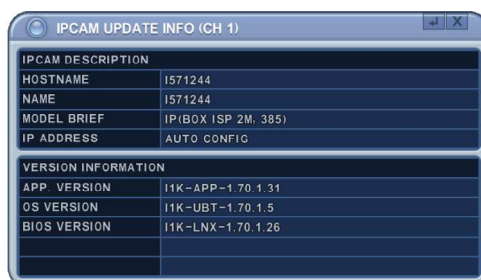 IPCAM UPDATE INFO (CH 1)
X
IPCAM DESCRIPTION
HOSTNAME I571244
NAME I571244
MODEL BRIEF IP(BOX ISP 2M, 385)
IP ADDRESS AUTO CONFIG
VERSION INFORMATION
APP. VERSION I1K-APP-1.70.1.31
OS VERSION I1K-UBT-1.70.1.5
BIOS VERSION I1K-LNX-1.70.1.26